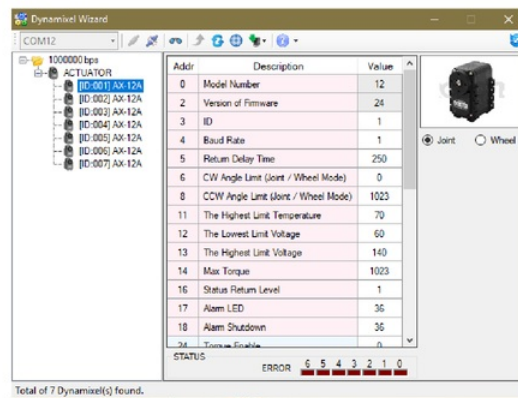 Dynamixel Wizard
COM12
1000000 bps
ACTUATOR
[ID:001] AX-12A
[ID:002] AX-12A
[ID:003] AX-12A
[ID:004] AX-12A
[ID:005] AX-12A
[ID:006] AX-12A
[ID:007] AX-12A
Addr Description Value
0 Model Number 12
2 Version of Firmware 24
3 ID 1
4 Baud Rate 1
5 Return Delay Time 250
6 CW Angle Limit (Joint / Wheel Mode) 0
8 CCW Angle Limit (Joint / Wheel Mode) 1023
11 The Highest Limit Temperature 70
12 The Lowest Limit Voltage 60
13 The Highest Limit Voltage 140
14 Max Torque 1023
16 Status Return Level 1
17 Alarm LED 36
18 Alarm Shutdown 36
24 Torque Enable 0
Joint Wheel
STATUS
ERROR 6 5 4 3 2 1 0
Total of 7 Dynamixel(s) found.